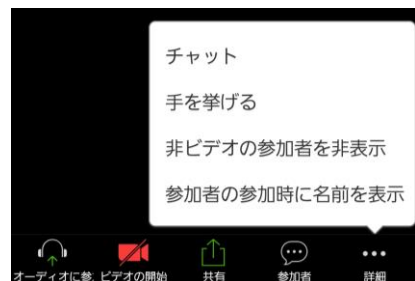 チャット
手を挙げる
非ビデオの参加者を非表示
参加者の参加時に名前を表示
オーディオに参 ビデオの開始 共有 参加者 詳細